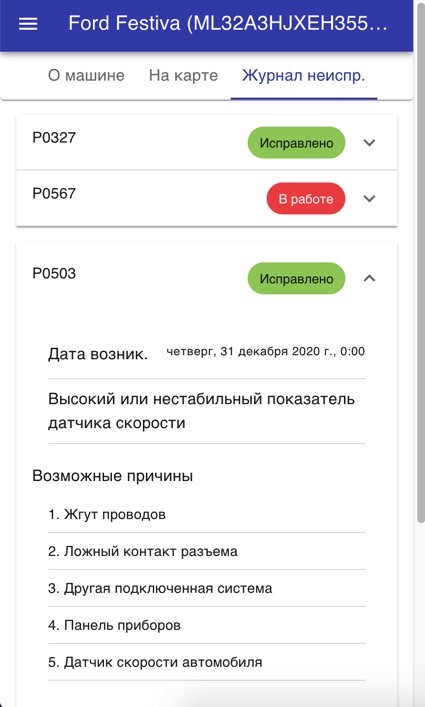 Ford Festiva (ML32A3HJXEH355...
О машине На карте Журнал неиспр.
P0327 Исправлено
P0567 В работе
P0503 Исправлено
Дата возник. четверг, 31 декабря 2020 г., 0:00
Высокий или нестабильный показатель
датчика скорости
Возможные причины
1. Жгут проводов
2. Ложный контакт разъема
3. Другая подключенная система
4. Панель приборов
5. Датчик скорости автомобиля